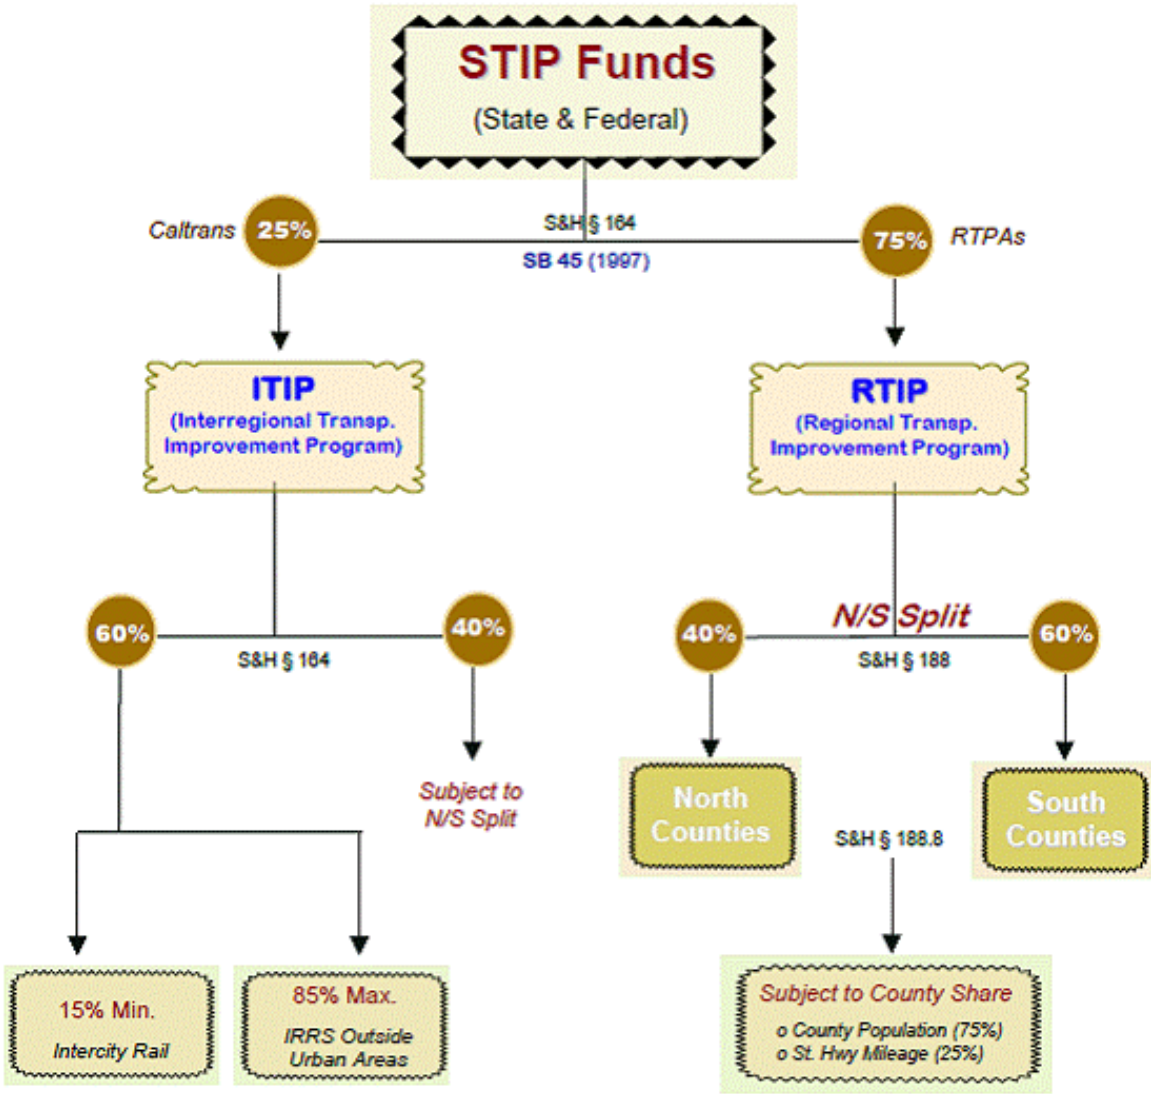 STIP Funds
(State & Federal)
Caltrans
25%
S&H § 164
SB 45 (1997)
75%
RTPAs
ITIP
(Interregional Transp.
Improvement Program)
RTIP
(Regional Transp.
Improvement Program)
60%
S&H § 164
40%
40%
N/S Split
S&H § 188
60%
Subject to
N/S Split
North
Counties
S&H § 188.8
South
Counties
15% Min.
Intercity Rail
85% Max.
IRRS Outside
Urban Areas
Subject to County Share
o County Population (75%)
o St. Hwy Mileage (25%)